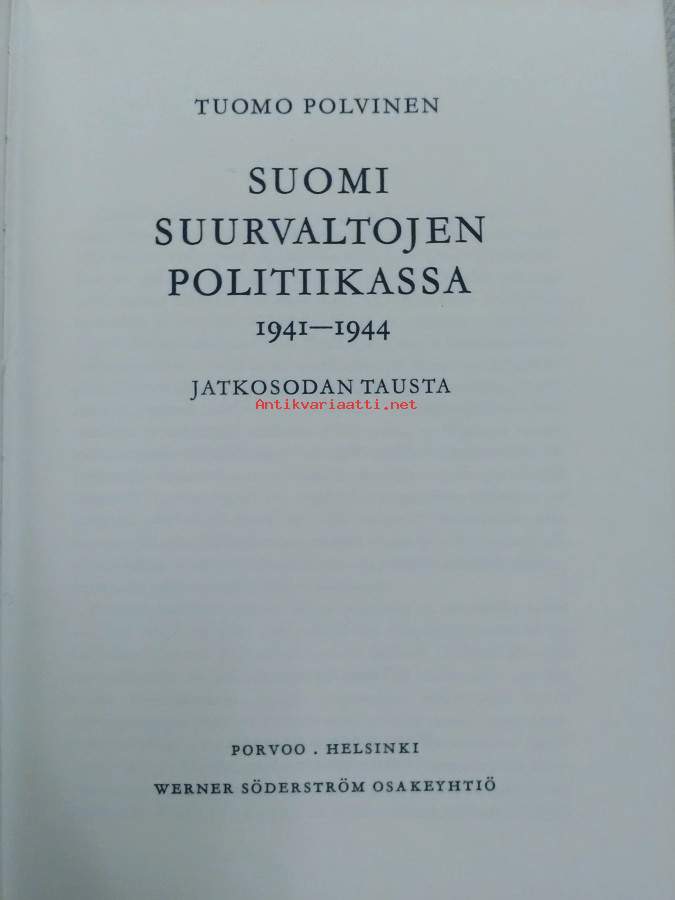 TUOMO POLVINEN
SUOMI
SUURVALTOJEN
POLITIIKASSA
1941—1944
JATKOSODAN TAUSTA
Antikvariaatti.net
PORVOO . HELSINKI
WERNER SÖDERSTRÖM OSAKEYHTIÖ